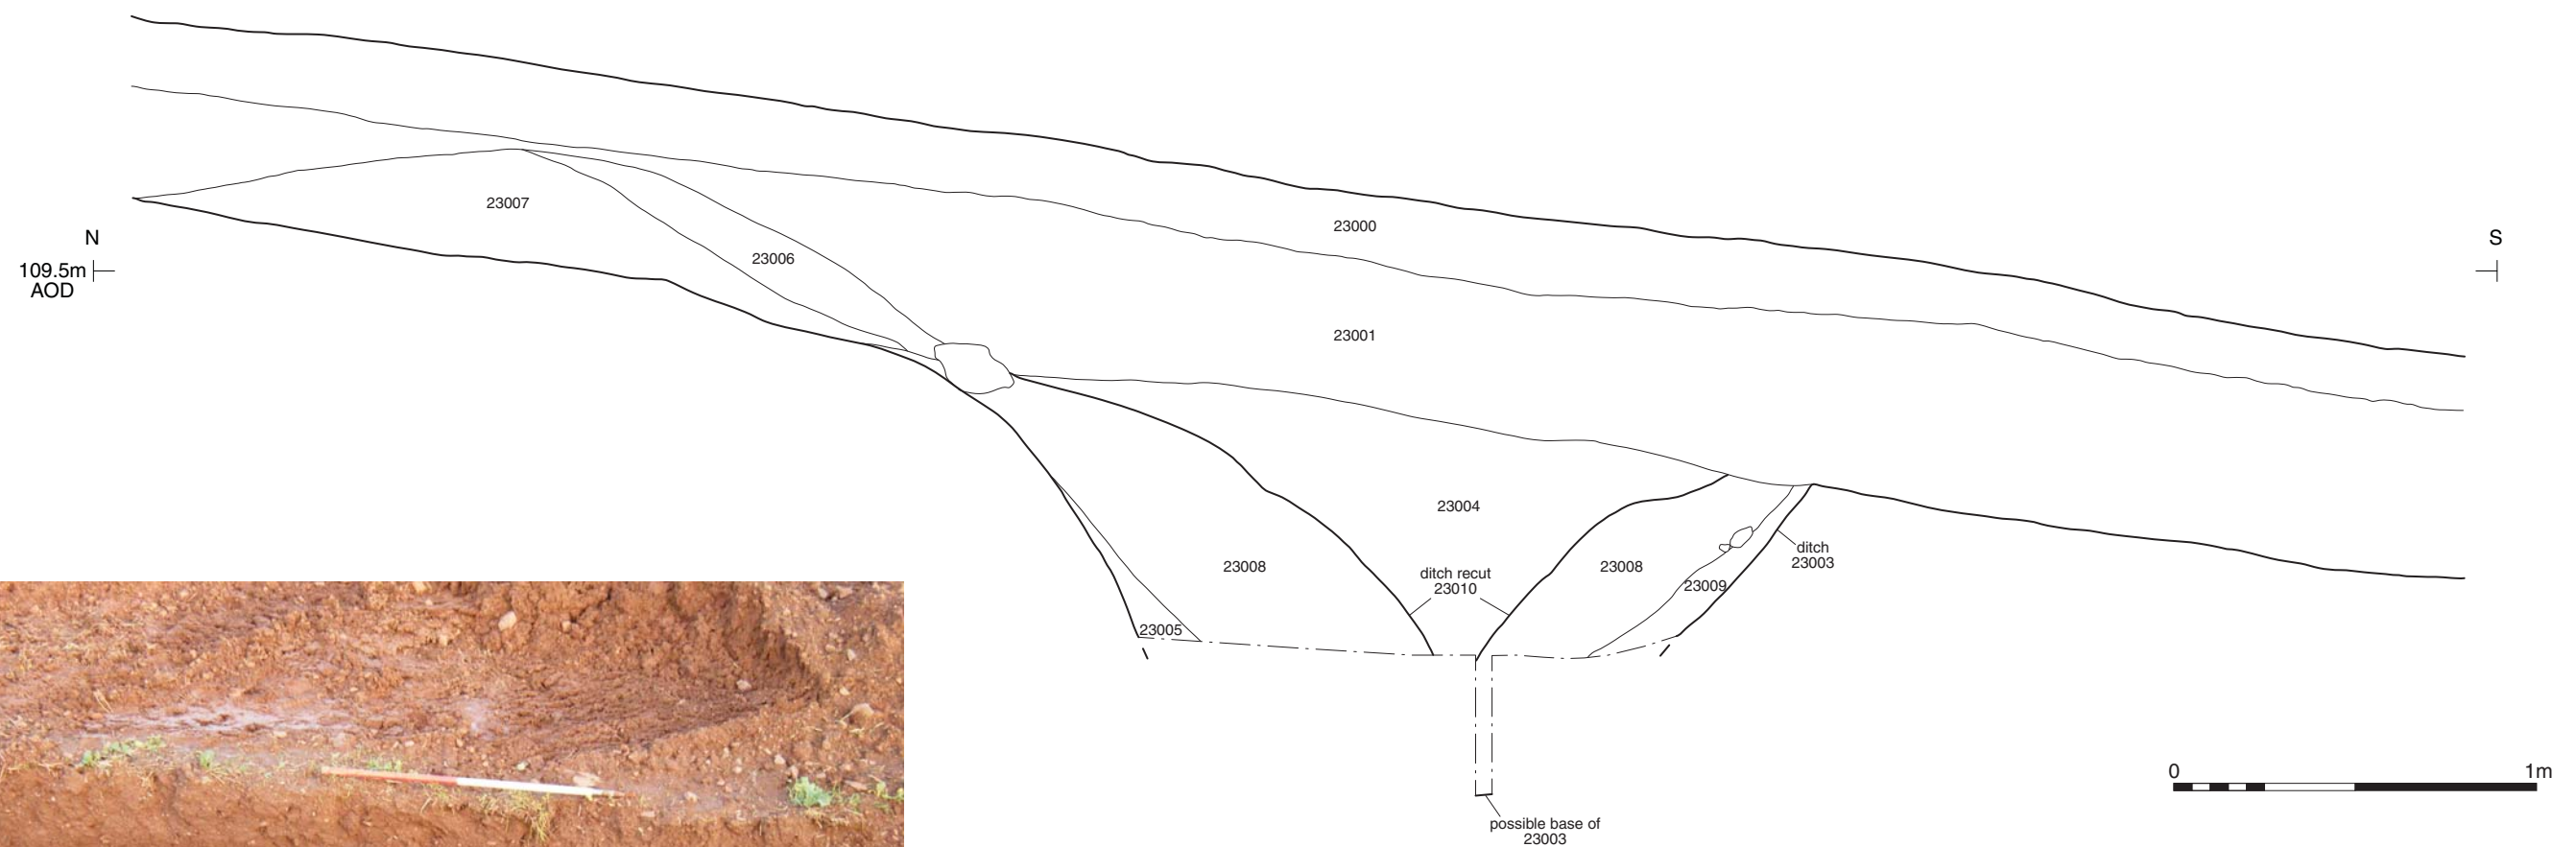 23000
23007
N
S
23006
109.5m
AOD
23001
23004
ditch
23003
23008
ditch recut
23010
23008
23009
23005
0 1m
possible base of
23003